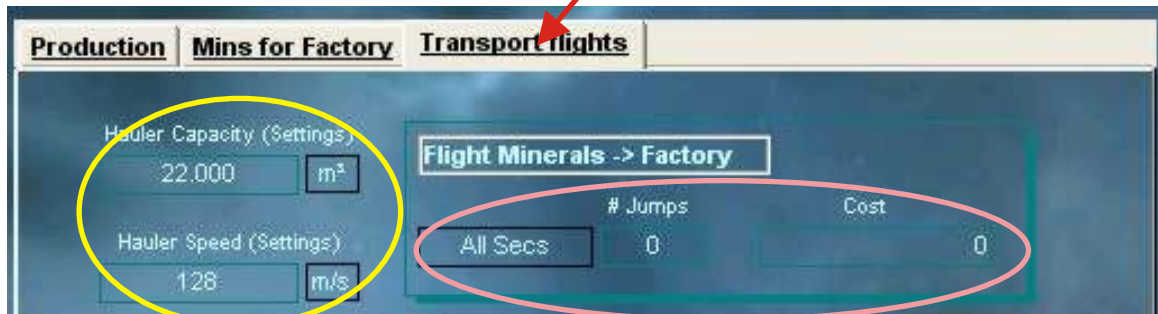 Production Mins for Factory Transport flights
Hauler Capacity (Settings)
22.000 m³
Flight Minerals -> Factory
# Jumps Cost
Hauler Speed (Settings)
All Secs 0 0
128 m/s